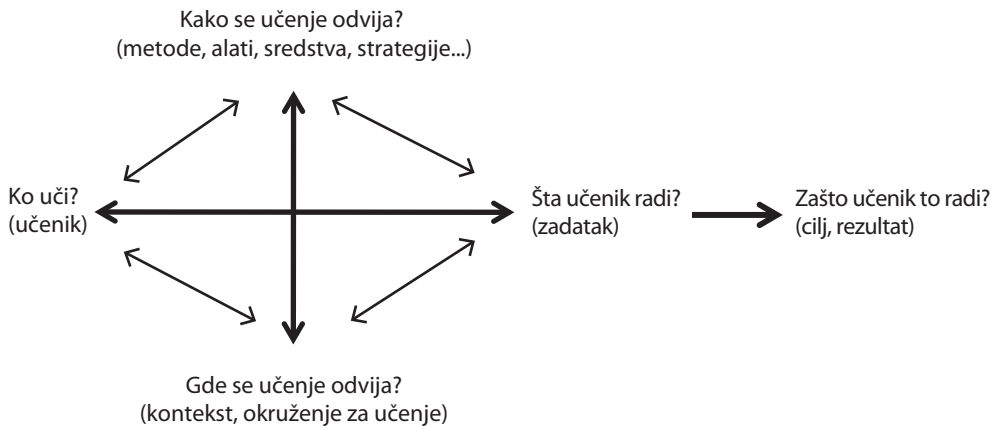 Kako se učenje odvija?
(metode, alati, sredstva, strategije...)
Ko uči?
(učenik)
Šta učenik radi?
(zadatak)
Zašto učenik to radi?
(cilj, rezultat)
Gde se učenje odvija?
(kontekst, okruženje za učenje)